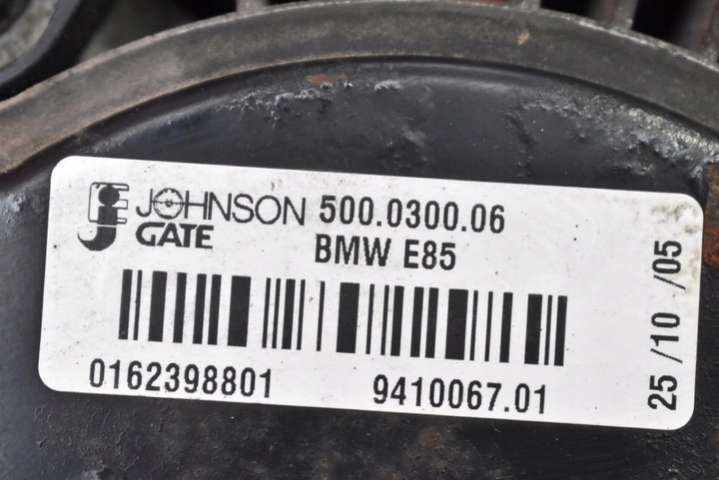 JOHNSON 500.0300.06
GATE BMW E85
0162398801 9410067.01
25/10/05